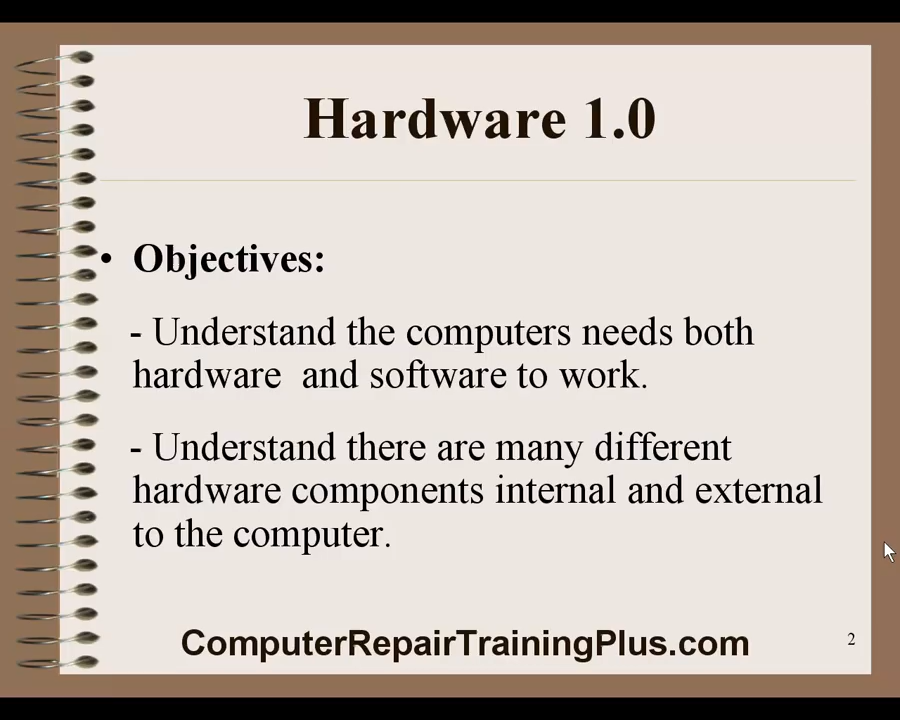 Hardware 1.0
• Objectives:
- Understand the computers needs both
hardware  and software to work.
- Understand there are many different
hardware components internal and external
to the computer.
ComputerRepairTrainingPlus.com
2